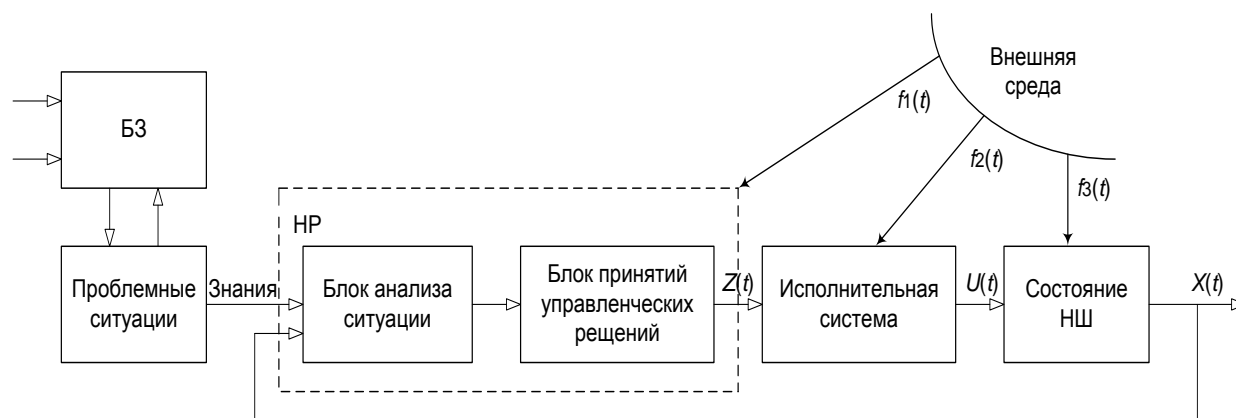 Внешняя
среда
БЗ
f1(t)
f2(t)
f3(t)
НР
Проблемные
ситуации
Знания
Блок анализа
ситуации
Блок принятий
управленческих
рещений
Z(t)
Исполнительная
система
U(t)
Состояние
НШ
X(t)